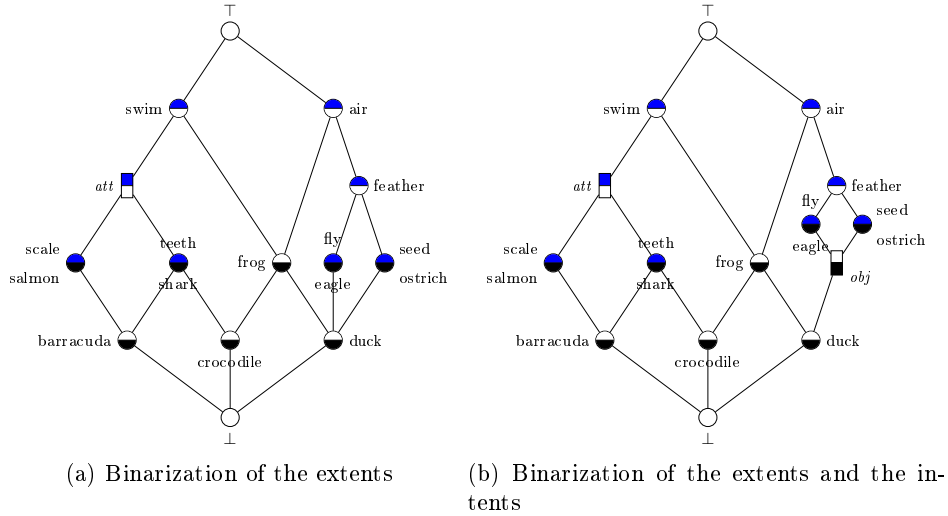 ⊤
swim
air
att
feather
scale
salmon
teeth
shark
frog
fly
eagle
seed
ostrich
barracuda
crocodile
duck
⊥
(a) Binarization of the extents
⊤
swim
air
att
feather
fly
eagle
seed
ostrich
scale
salmon
teeth
shark
frog
obj
barracuda
crocodile
duck
⊥
(b) Binarization of the extents and the in-
tents